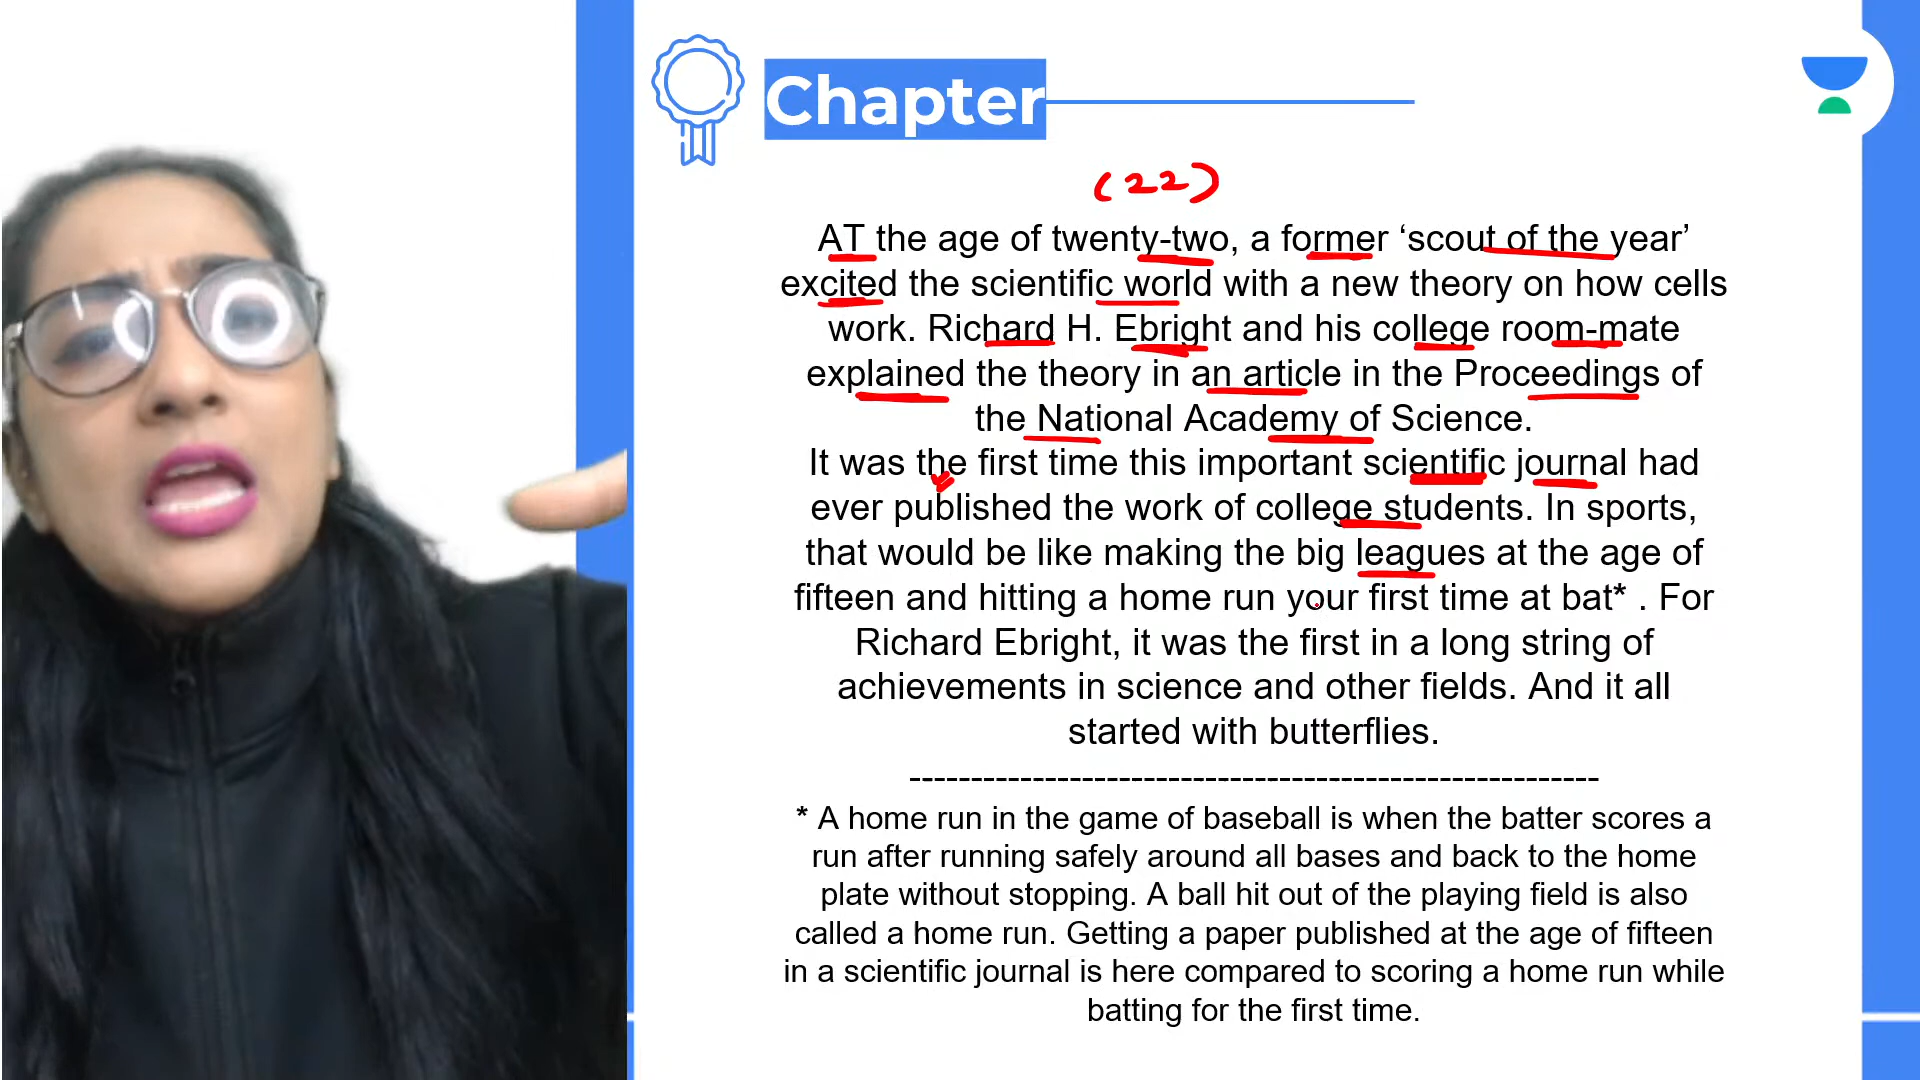 Chapter
(22)
AT the age of twenty-two, a former ‘scout of the year’
excited the scientific world with a new theory on how cells
work. Richard H. Ebright and his college room-mate
explained the theory in an article in the Proceedings of
the National Academy of Science.
It was the first time this important scientific journal had
ever published the work of college students. In sports,
that would be like making the big leagues at the age of
fifteen and hitting a home run your first time at bat* . For
Richard Ebright, it was the first in a long string of
achievements in science and other fields. And it all
started with butterflies.
--------------------------------------------------------
* A home run in the game of baseball is when the batter scores a
run after running safely around all bases and back to the home
plate without stopping. A ball hit out of the playing field is also
called a home run. Getting a paper published at the age of fifteen
in a scientific journal is here compared to scoring a home run while
batting for the first time.